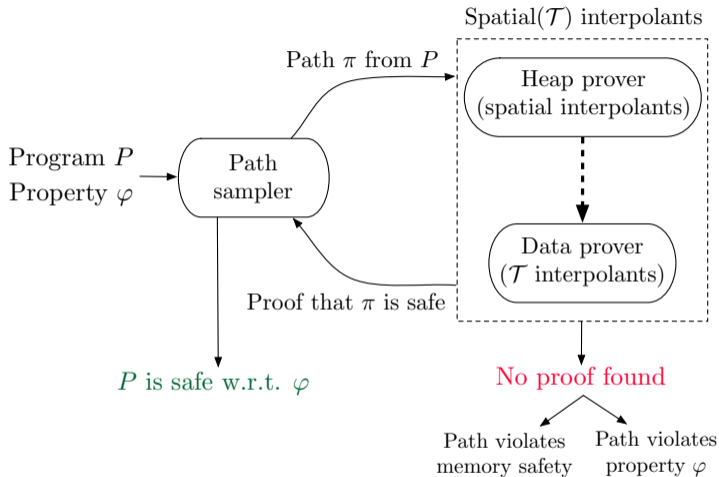 Spatial(𝒯) interpolants
Path π from P
Heap prover
(spatial interpolants)
Program P
Property φ
Path
sampler
Data prover
(𝒯 interpolants)
Proof that π is safe
P is safe w.r.t. φ
No proof found
Path violates
memory safety
Path violates
property φ